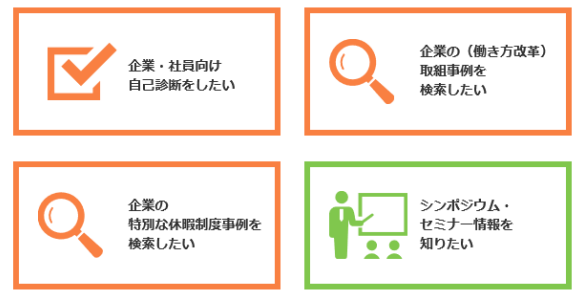 企業・社員向け
自己診断をしたい
企業の（働き方改革）
取組事例を
検索したい
企業の
特別な休暇制度事例を
検索したい
シンポジウム・
セミナー情報を
知りたい